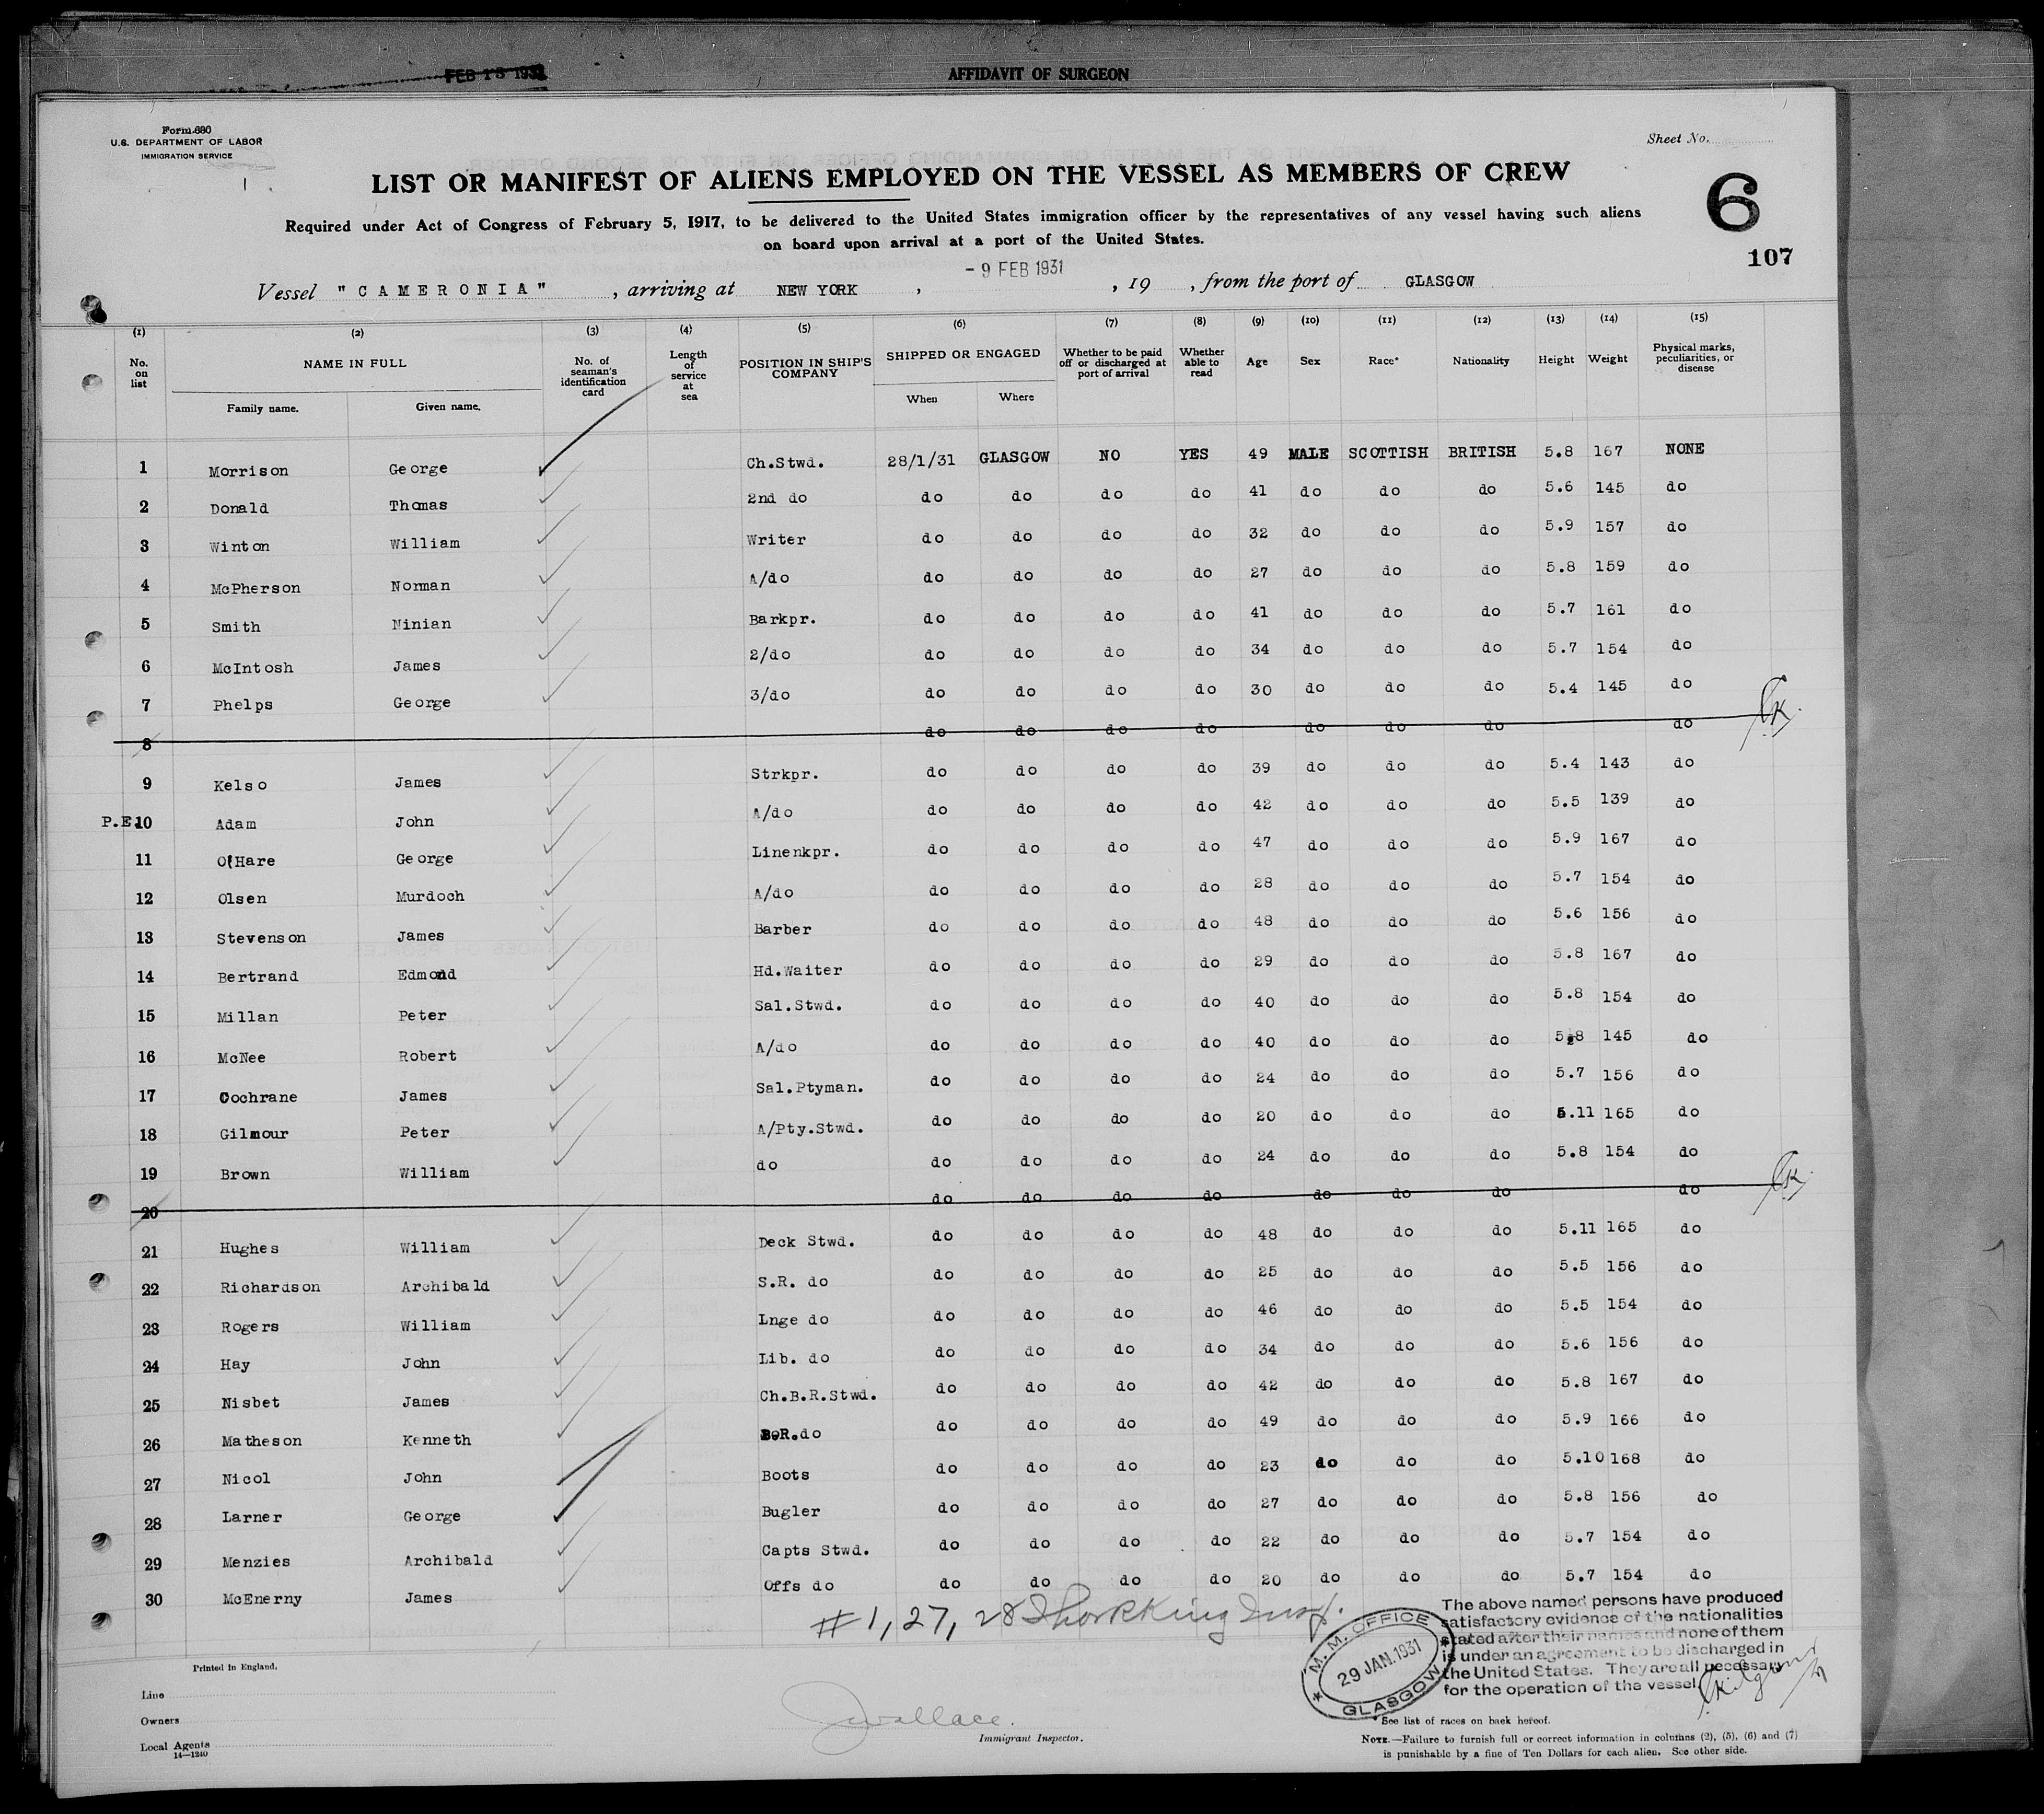 FEB 13 1931
AFFIDAVIT OF SURGEON
Form 680
U.S. DEPARTMENT OF LABOR
IMMIGRATION SERVICE
Sheet No.
LIST OR MANIFEST OF ALIENS EMPLOYED ON THE VESSEL AS MEMBERS OF CREW
6
Required under Act of Congress of February 5, 1917, to be delivered to the United States immigration officer by the representatives of any vessel having such aliens
on board upon arrival at a port of the United States.
107
- 9 FEB 1931
Vessel "CAMERONIA", arriving at NEW YORK, , 19 , from the port of GLASGOW
(1) (2) (3) (4) (5) (6) (7) (8) (9) (10) (11) (12) (13) (14) (15)
No. on list NAME IN FULL No. of seaman's identification card Length of service at sea POSITION IN SHIP'S COMPANY SHIPPED OR ENGAGED Whether to be paid off or discharged at port of arrival Whether able to read Age Sex Race* Nationality Height Weight Physical marks, peculiarities, or disease
Family name. Given name. When Where
1 Morrison George Ch.Stwd. 28/1/31 GLASGOW NO YES 49 MALE SCOTTISH BRITISH 5.8 167 NONE
2 Donald Thomas 2nd do do do do do 41 do do do 5.6 145 do
3 Winton William Writer do do do do 32 do do do 5.9 157 do
4 McPherson Norman A/do do do do do 27 do do do 5.8 159 do
5 Smith Ninian Barkpr. do do do do 41 do do do 5.7 161 do
6 McIntosh James 2/do do do do do 34 do do do 5.7 154 do
7 Phelps George 3/do do do do do 30 do do do 5.4 145 do
8 do do do do do do do do
9 Kelso James Strkpr. do do do do 39 do do do 5.4 143 do
P.E. 10 Adam John A/do do do do do 42 do do do 5.5 139 do
11 O'Hare George Linenkpr. do do do do 47 do do do 5.9 167 do
12 Olsen Murdoch A/do do do do do 28 do do do 5.7 154 do
13 Stevenson James Barber do do do do 48 do do do 5.6 156 do
14 Bertrand Edmond Hd.Waiter do do do do 29 do do do 5.8 167 do
15 Millan Peter Sal.Stwd. do do do do 40 do do do 5.8 154 do
16 McNee Robert A/do do do do do 40 do do do 5.8 145 do
17 Cochrane James Sal.Ptyman. do do do do 24 do do do 5.7 156 do
18 Gilmour Peter A/Pty.Stwd. do do do do 20 do do do 5.11 165 do
19 Brown William do do do do do 24 do do do 5.8 154 do
20 do do do do do do do do
21 Hughes William Deck Stwd. do do do do 48 do do do 5.11 165 do
22 Richardson Archibald S.R. do do do do do 25 do do do 5.5 156 do
23 Rogers William Lnge do do do do do 46 do do do 5.5 154 do
24 Hay John Lib. do do do do do 34 do do do 5.6 156 do
25 Nisbet James Ch.B.R.Stwd. do do do do 42 do do do 5.8 167 do
26 Matheson Kenneth B.R.do do do do do 49 do do do 5.9 166 do
27 Nicol John Boots do do do do 23 do do do 5.10 168 do
28 Larner George Bugler do do do do 27 do do do 5.8 156 do
29 Menzies Archibald Capts Stwd. do do do do 22 do do do 5.7 154 do
30 McEnerny James Offs do do do do do 20 do do do 5.7 154 do
# 1, 27, 28
M.M. OFFICE
29 JAN.1931
GLASGOW
The above named persons have produced
satisfactory evidence of the nationalities
stated after their names and none of them
is under an agreement to be discharged in
the United States. They are all necessary
for the operation of the vessel.
Printed in England.
Line
Owners
Local Agents
14—1240
JWallace.
Immigrant Inspector.
*See list of races on back hereof.
NOTE.—Failure to furnish full or correct information in columns (2), (5), (6) and (7)
is punishable by a fine of Ten Dollars for each alien. See other side.